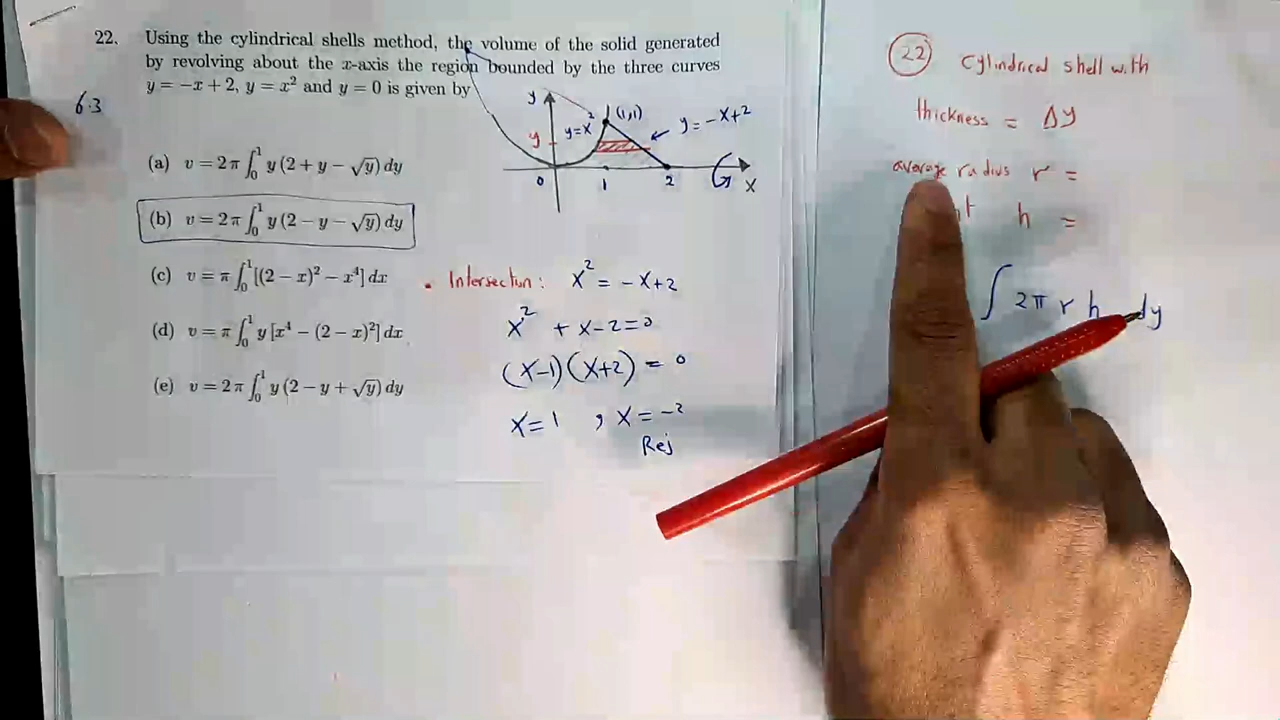 22. Using the cylindrical shells method, the volume of the solid generated
by revolving about the x-axis the region bounded by the three curves
y = −x + 2, y = x² and y = 0 is given by
6.3
(a) v = 2π ∫₀¹ y (2 + y − √y) dy
(b) v = 2π ∫₀¹ y (2 − y − √y) dy
(c) v = π ∫₀¹ [(2 − x)² − x⁴] dx
(d) v = π ∫₀¹ y [x⁴ − (2 − x)²] dx
(e) v = 2π ∫₀¹ y (2 − y + √y) dy
y
(1,1)
y=x²
y = -x+2
y
0 1 2 x
• Intersection: x² = -x+2
x² + x-2=0
(x-1)(x+2) = 0
x=1 , x=-2
Rej
22 Cylindrical shell with
thickness = Δy
average radius r =
h =
∫ 2π r h dy